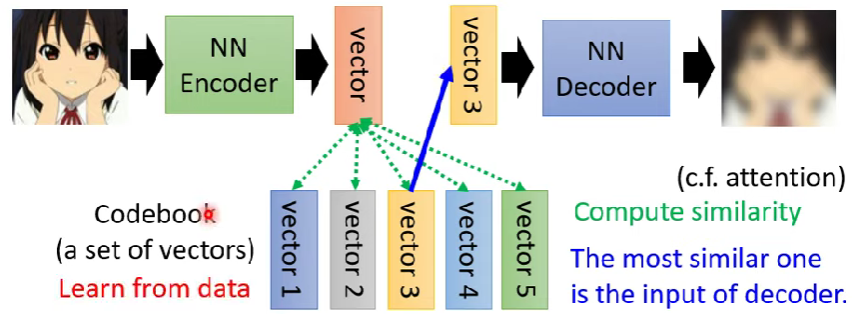 NN
Encoder
vector
vector 3
NN
Decoder
Codebook
(a set of vectors)
Learn from data
vector 1
vector 2
vector 3
vector 4
vector 5
(c.f. attention)
Compute similarity
The most similar one
is the input of decoder.